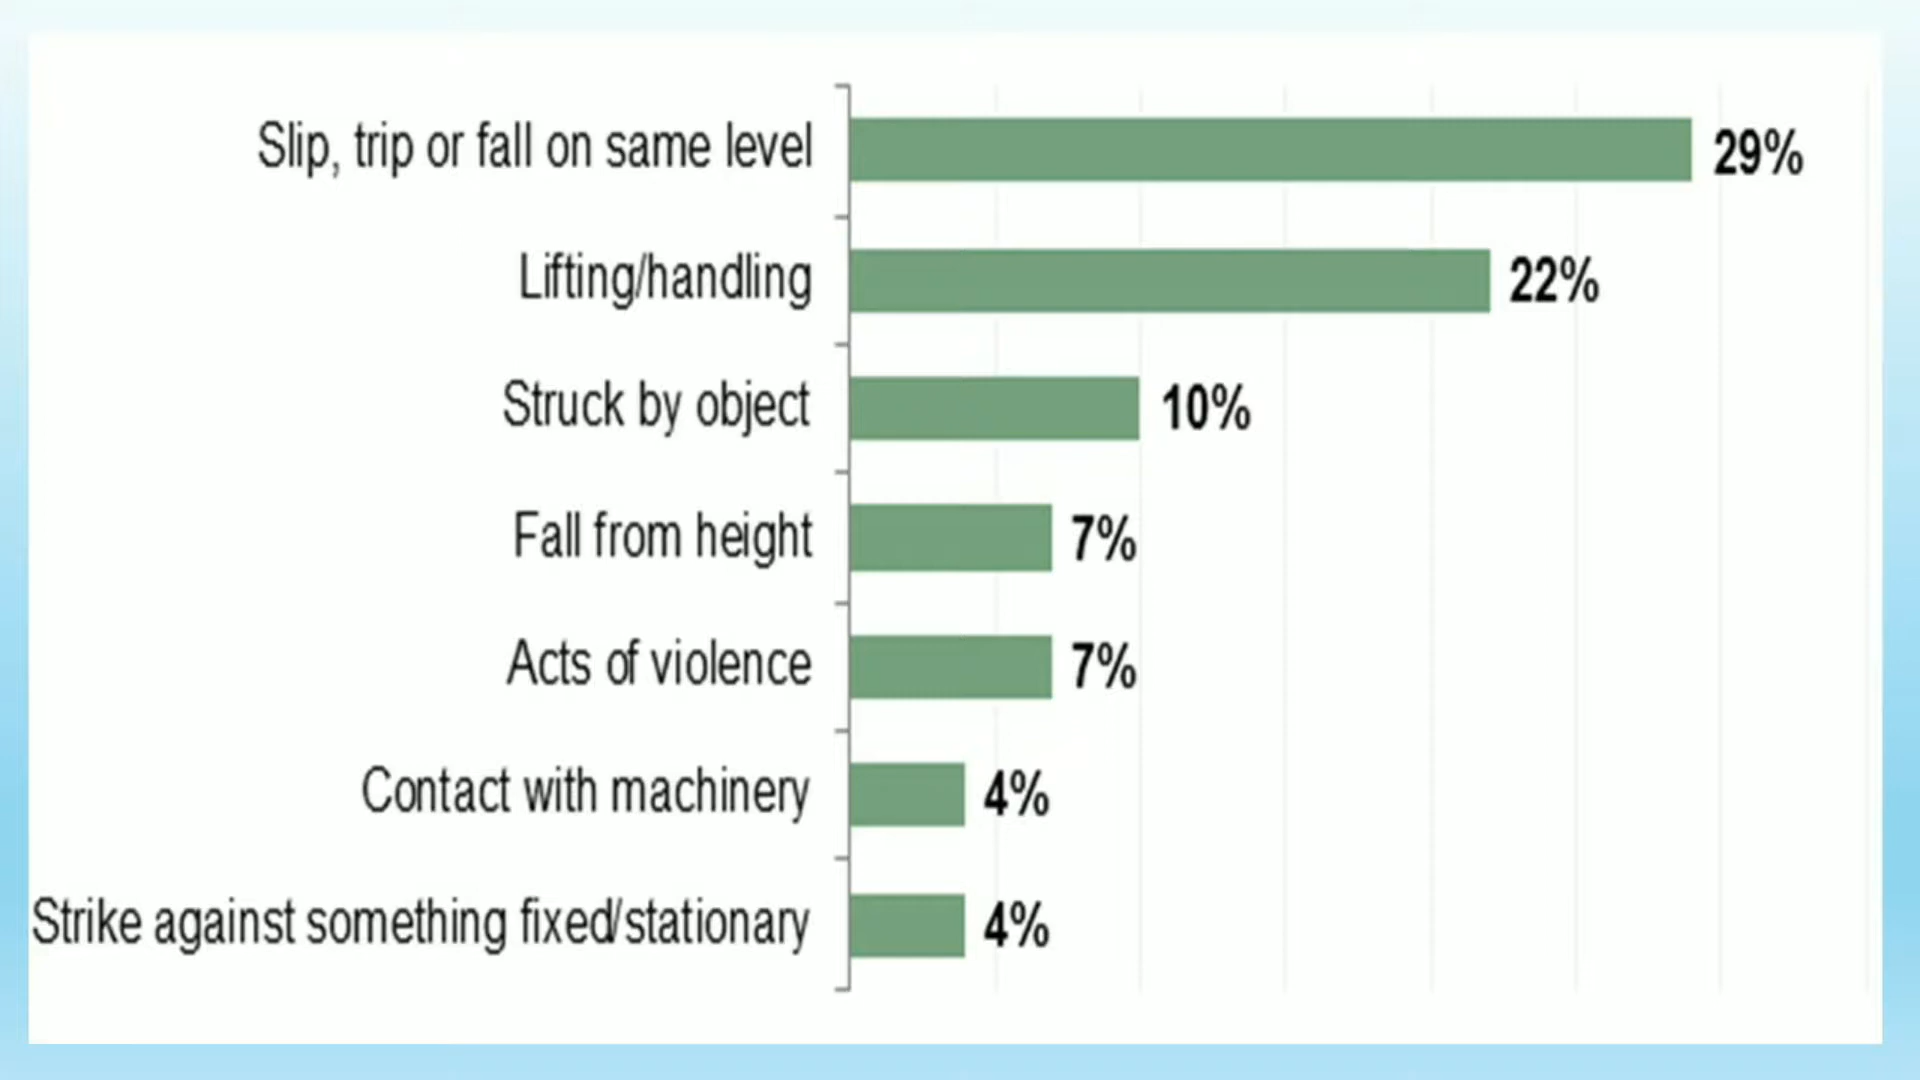 Slip, trip or fall on same level 29%
Lifting/handling 22%
Struck by object 10%
Fall from height 7%
Acts of violence 7%
Contact with machinery 4%
Strike against something fixed/stationary 4%